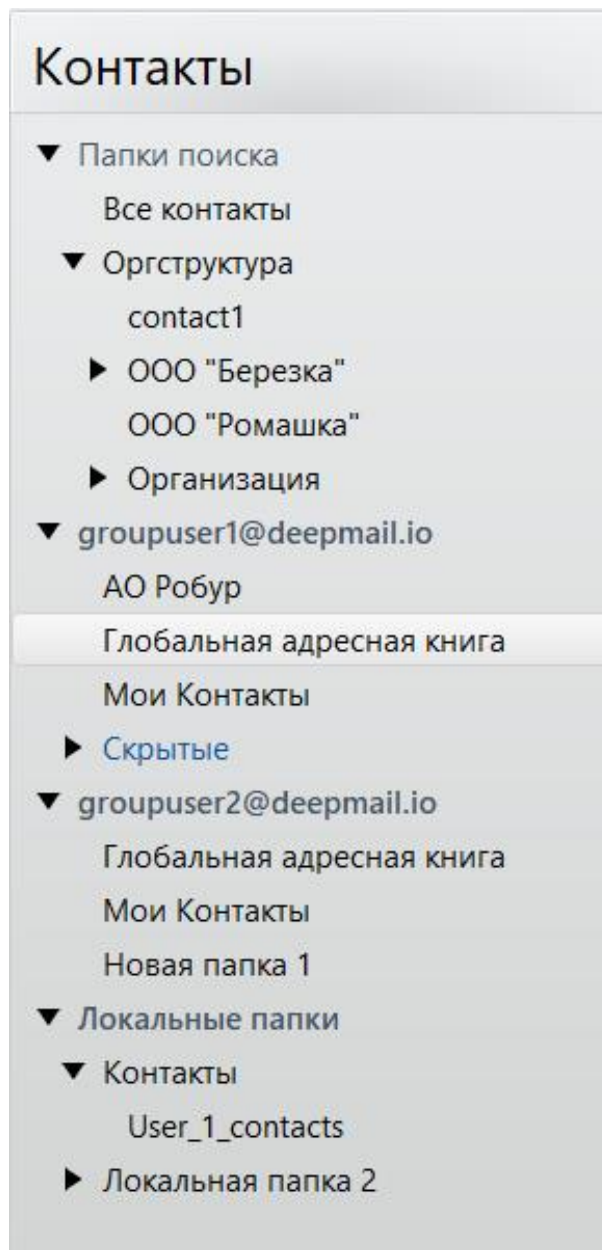 Контакты
Папки поиска
Все контакты
Оргструктура
contact1
ООО "Березка"
ООО "Ромашка"
Организация
groupuser1@deepmail.io
АО Робур
Глобальная адресная книга
Мои Контакты
Скрытые
groupuser2@deepmail.io
Глобальная адресная книга
Мои Контакты
Новая папка 1
Локальные папки
Контакты
User_1_contacts
Локальная папка 2